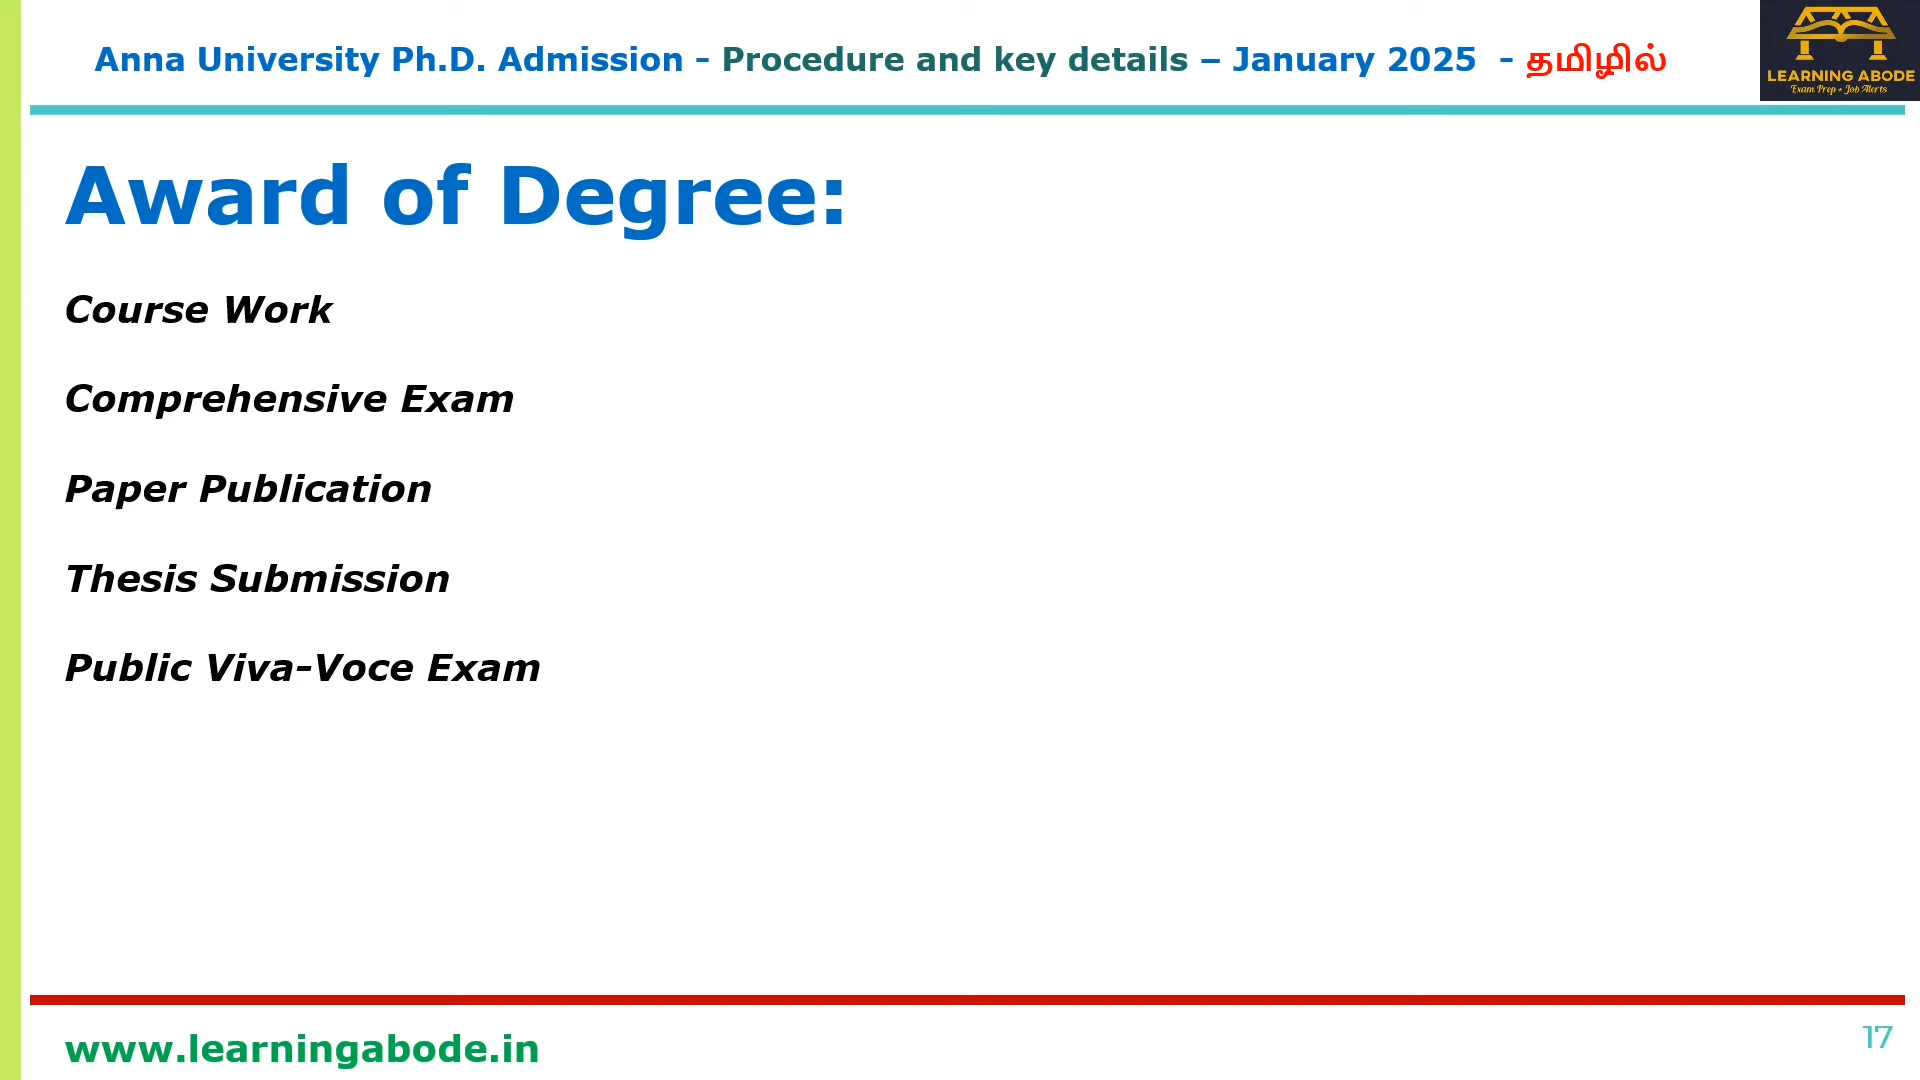 Anna University Ph.D. Admission - Procedure and key details – January 2025 - தமிழில்
LEARNING ABODE
Exam Prep + Job Alerts
Award of Degree:
Course Work
Comprehensive Exam
Paper Publication
Thesis Submission
Public Viva-Voce Exam
www.learningabode.in
17